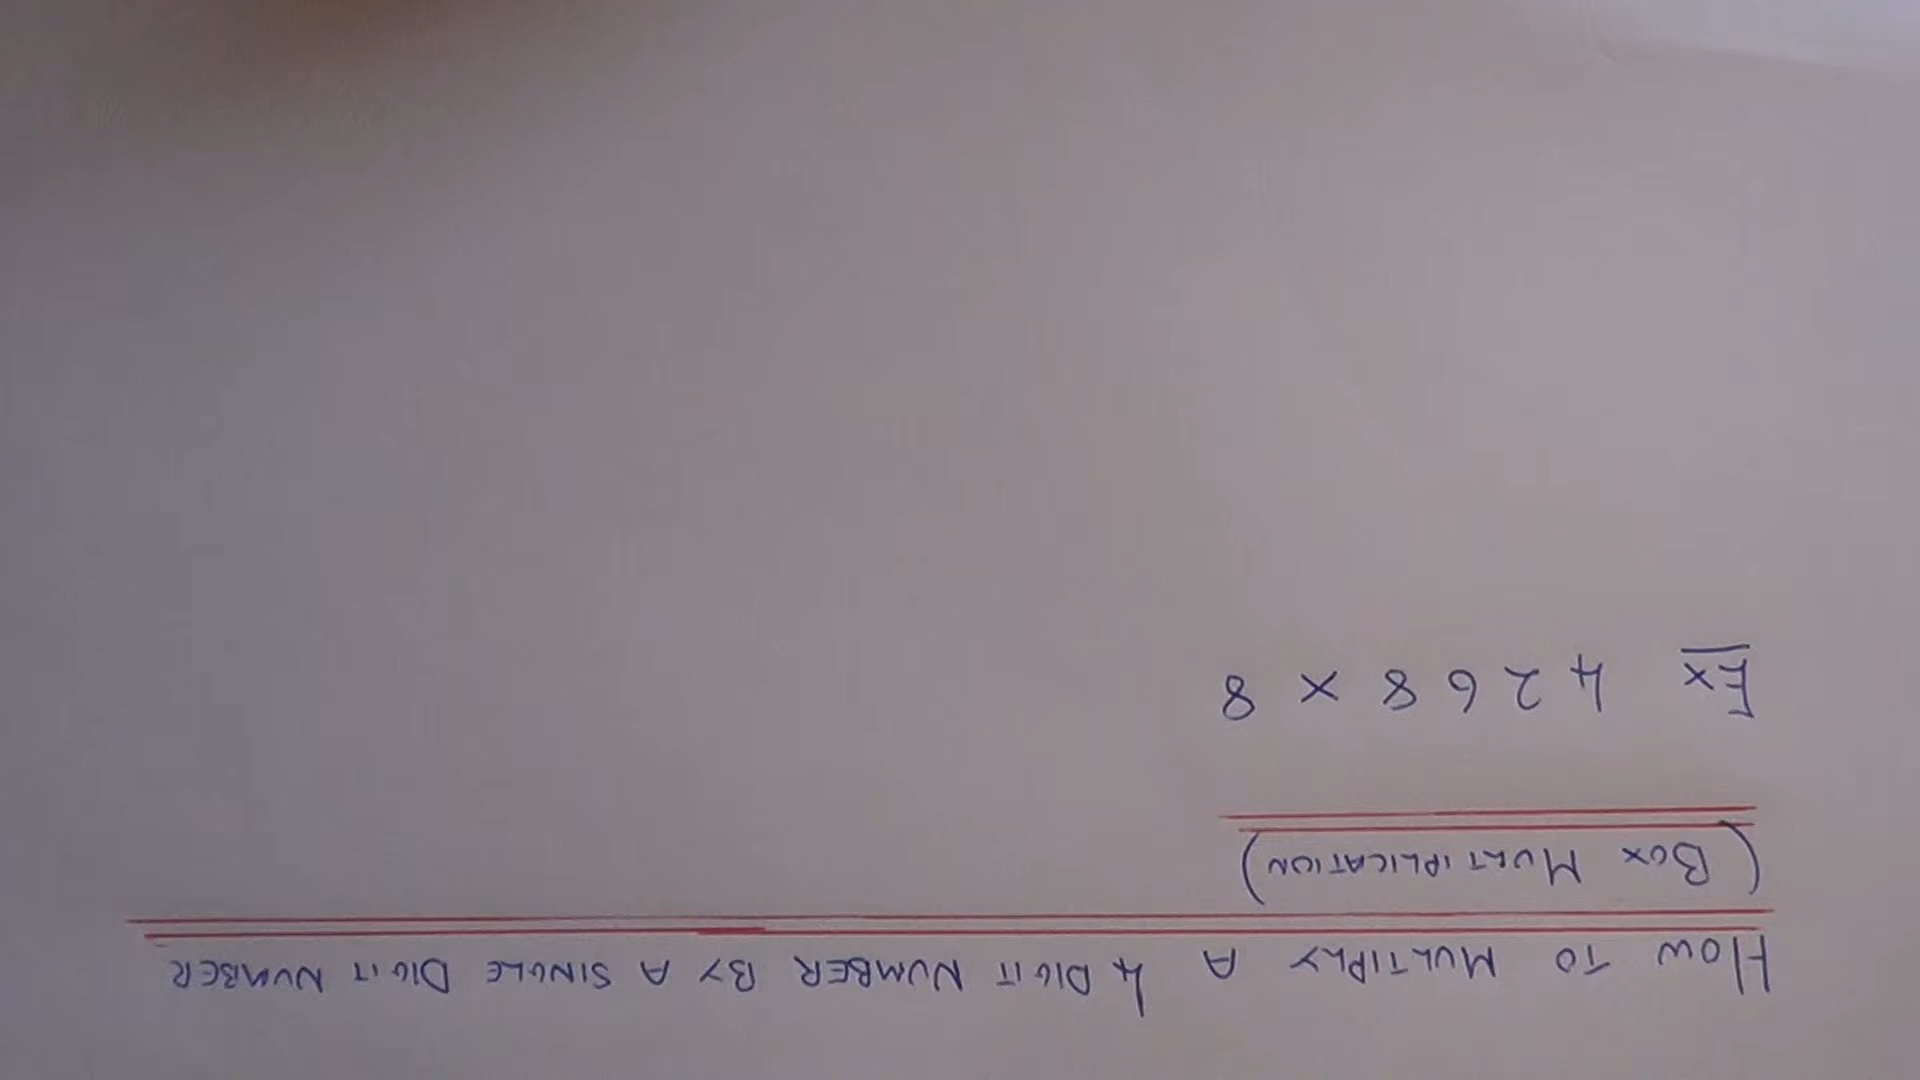 HOW TO MULTIPLY A 4 DIGIT NUMBER BY A SINGLE DIGIT NUMBER
(BOX MULTIPLICATION)
Ex 4268 x 8